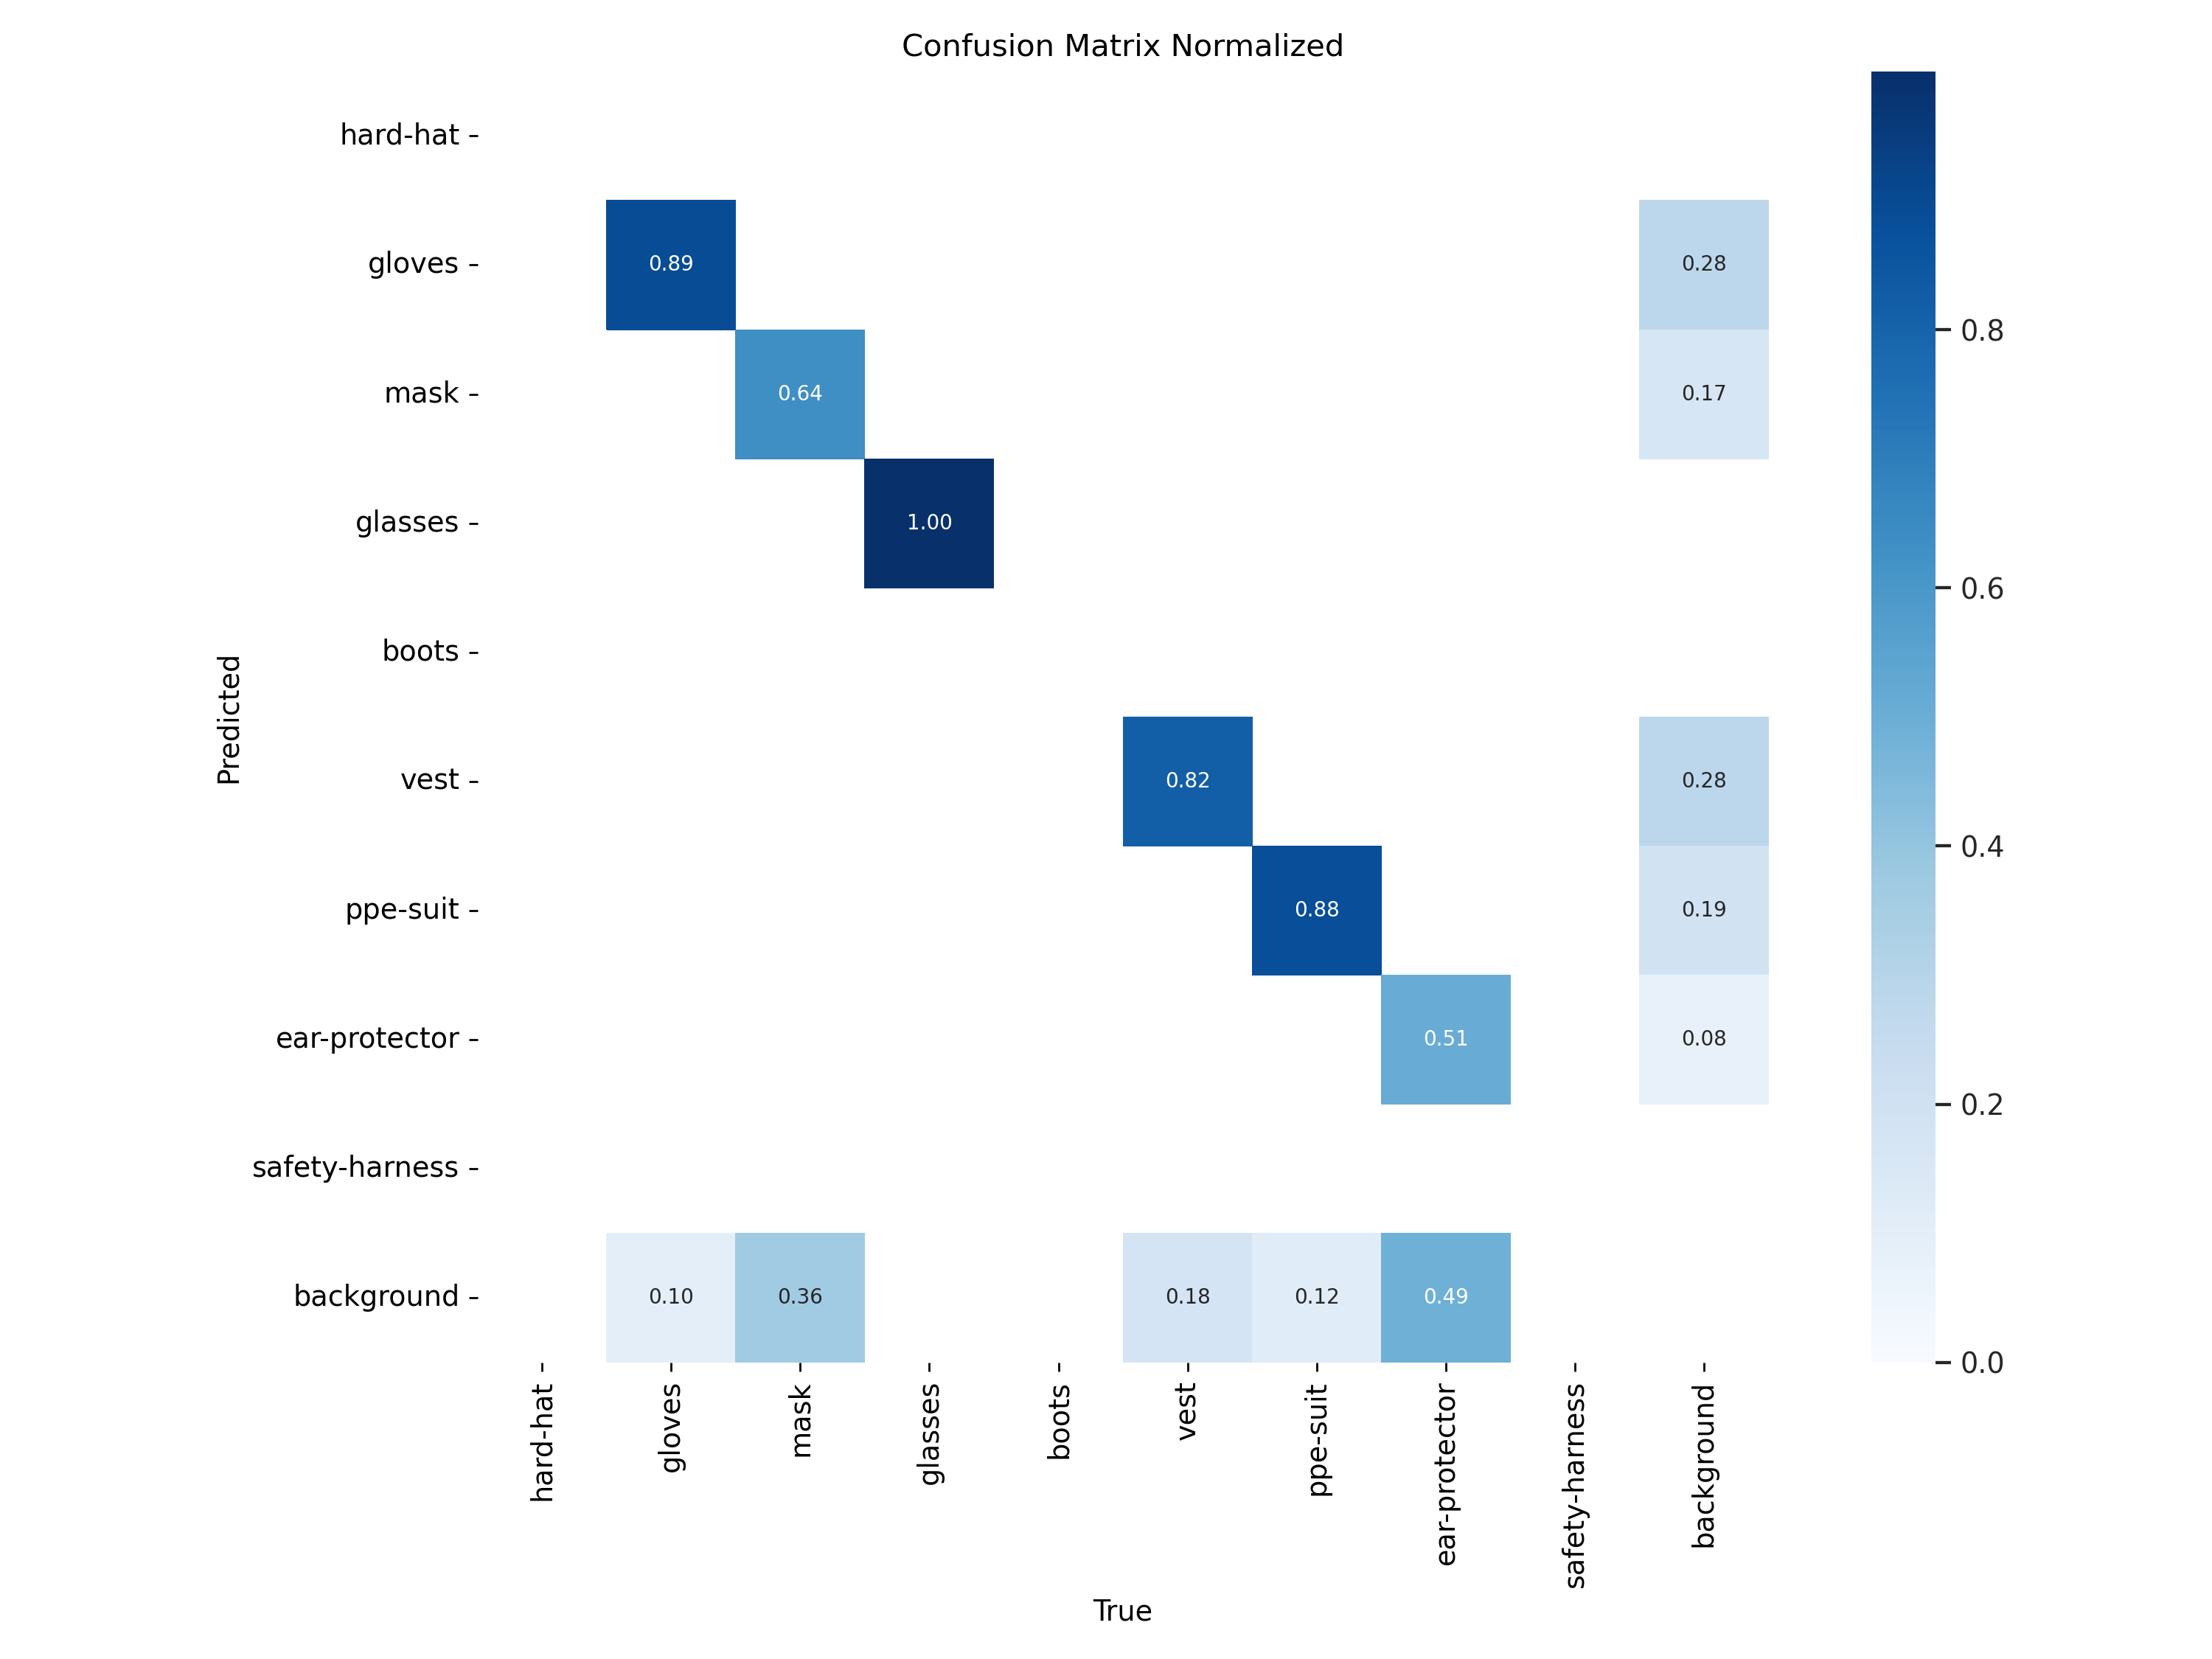 Confusion Matrix Normalized
hard-hat
gloves 0.89 0.28
mask 0.64 0.17
glasses 1.00
boots
vest 0.82 0.28
ppe-suit 0.88 0.19
ear-protector 0.51 0.08
safety-harness
background 0.10 0.36 0.18 0.12 0.49
hard-hat
gloves
mask
glasses
boots
vest
ppe-suit
ear-protector
safety-harness
background
True
Predicted
0.8
0.6
0.4
0.2
0.0